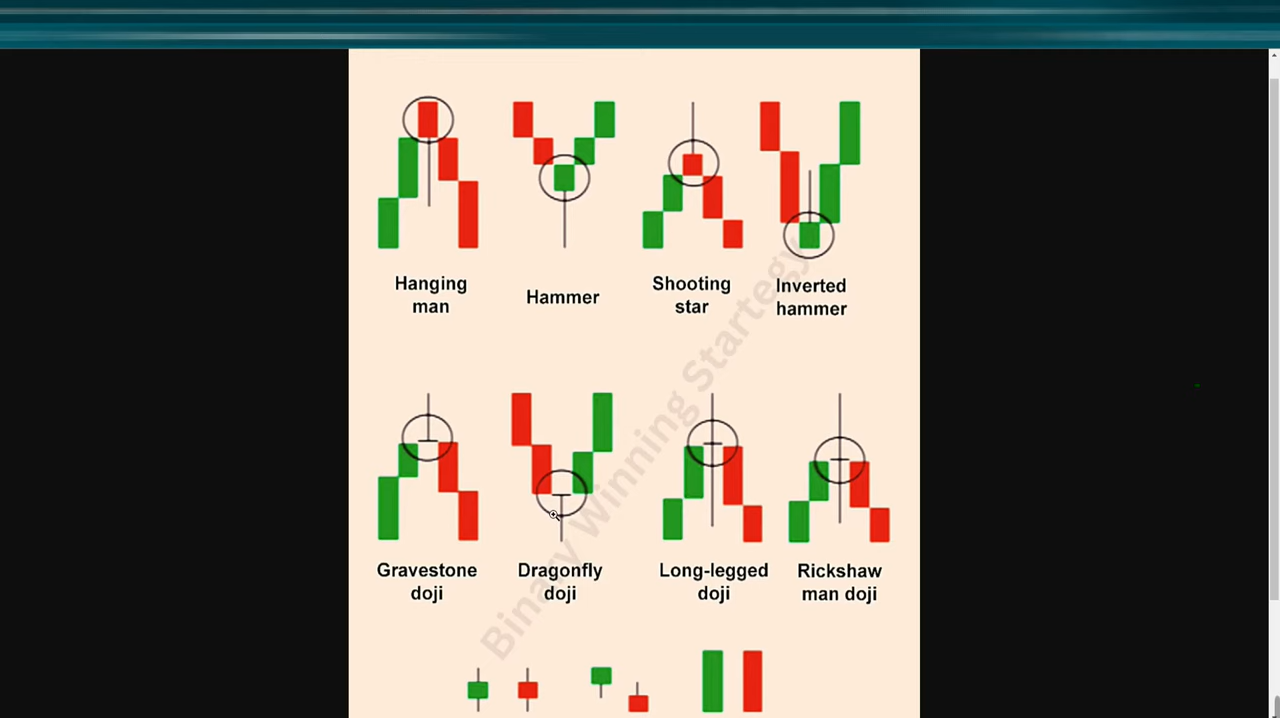 Hanging
man
Hammer
Shooting
star
Inverted
hammer
Gravestone
doji
Dragonfly
doji
Long-legged
doji
Rickshaw
man doji
Binary Winning Startegy